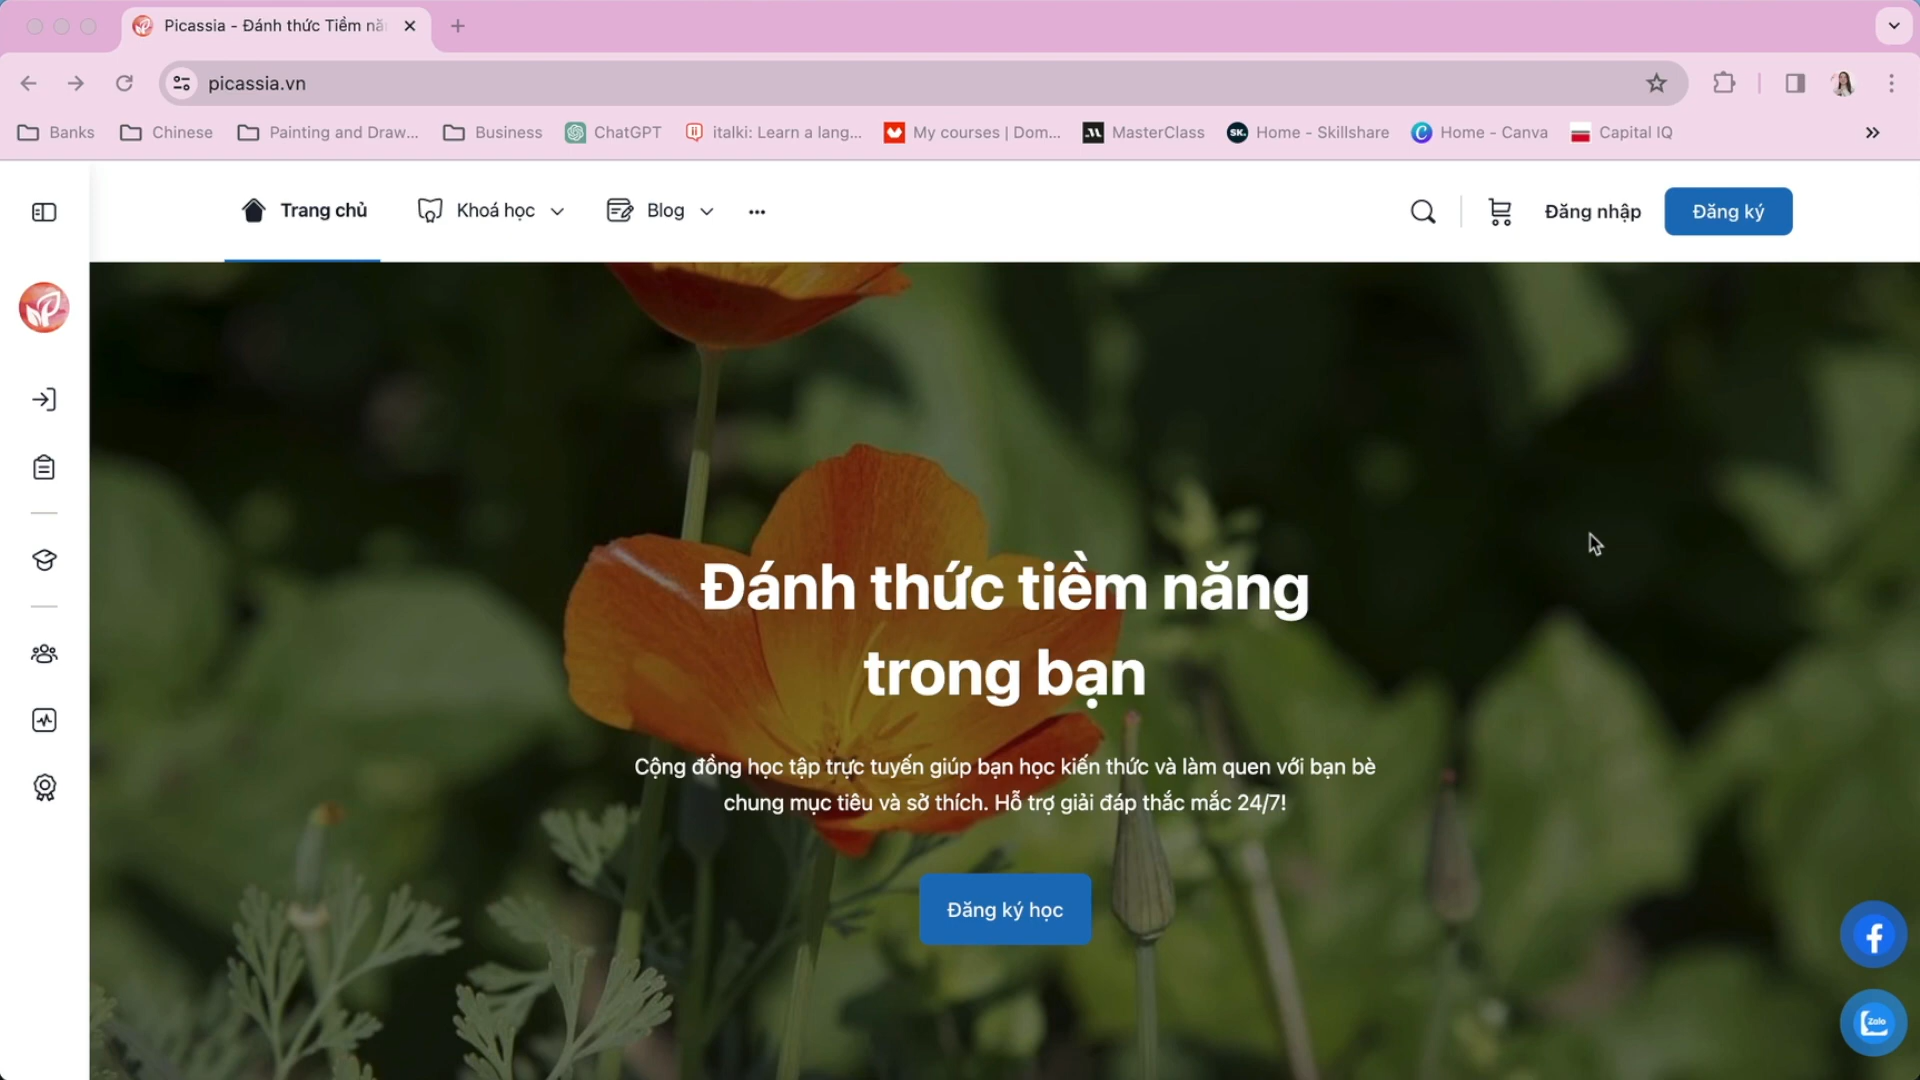 Picassia - Đánh thức Tiềm nă
picassia.vn
Banks
Chinese
Painting and Draw...
Business
ChatGPT
italki: Learn a lang...
My courses | Dom...
MasterClass
SK.
Home - Skillshare
Home - Canva
Capital IQ
Trang chủ
Khoá học
Blog
Đăng nhập
Đăng ký
Đánh thức tiềm năng
trong bạn
Cộng đồng học tập trực tuyến giúp bạn học kiến thức và làm quen với bạn bè
chung mục tiêu và sở thích. Hỗ trợ giải đáp thắc mắc 24/7!
Đăng ký học
Zalo